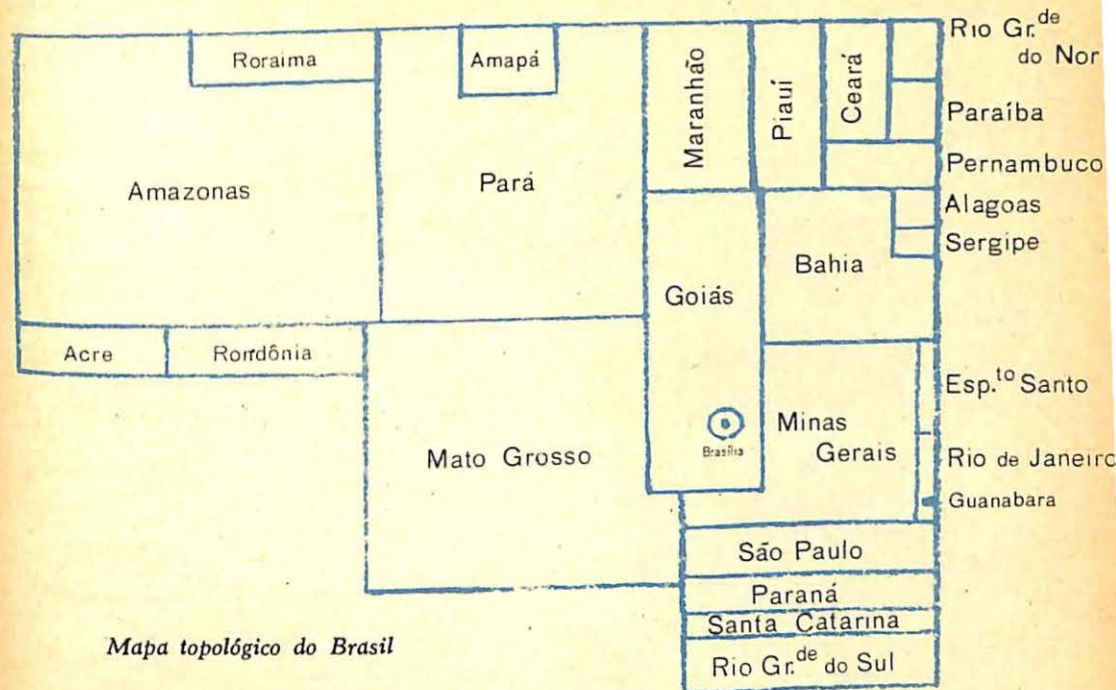 Rio Gr.de
do Nor
Roraima
Amapá
Maranhão
Piauí
Ceará
Paraíba
Pernambuco
Amazonas
Pará
Alagoas
Sergipe
Bahia
Goiás
Acre
Rondônia
Esp.to Santo
Minas
Gerais
Brasília
Mato Grosso
Rio de Janeiro
Guanabara
São Paulo
Paraná
Santa Catarina
Rio Gr.de do Sul
Mapa topológico do Brasil